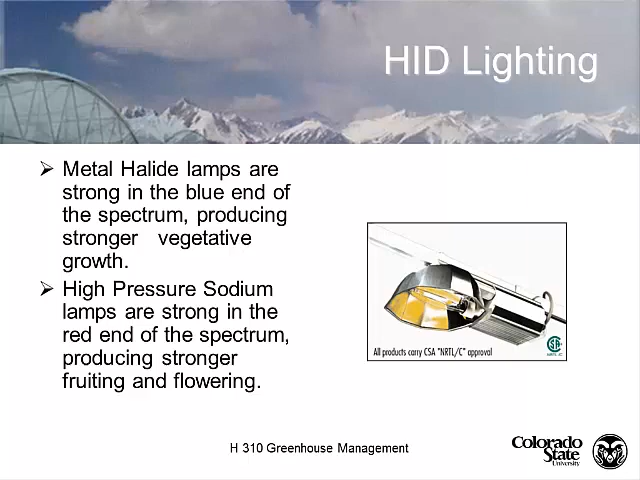 HID Lighting
➢ Metal Halide lamps are
strong in the blue end of
the spectrum, producing
stronger vegetative
growth.
➢ High Pressure Sodium
lamps are strong in the
red end of the spectrum,
producing stronger
fruiting and flowering.
All products carry CSA "NRTL/C" approval
H 310 Greenhouse Management
Colorado
State
University